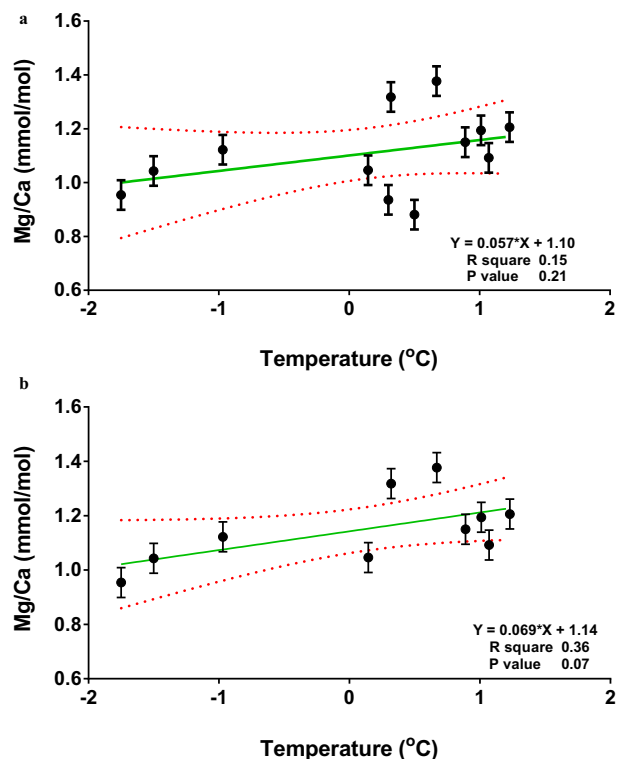 a
Mg/Ca (mmol/mol)
1.6
1.4
1.2
1.0
0.8
0.6
-2 -1 0 1 2
Y = 0.057*X + 1.10
R square 0.15
P value 0.21
Temperature (°C)
b
Mg/Ca (mmol/mol)
1.6
1.4
1.2
1.0
0.8
0.6
-2 -1 0 1 2
Y = 0.069*X + 1.14
R square 0.36
P value 0.07
Temperature (°C)